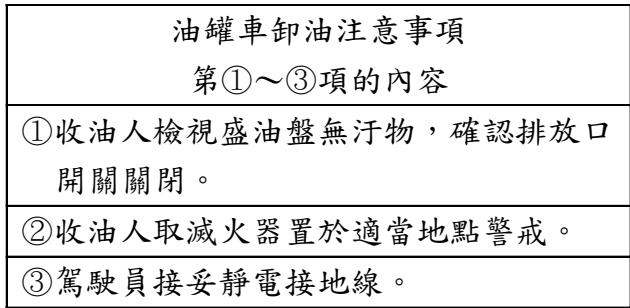 油罐車卸油注意事項
第①～③項的內容
①收油人檢視盛油盤無汙物，確認排放口
開關關閉。
②收油人取滅火器置於適當地點警戒。
③駕駛員接妥靜電接地線。